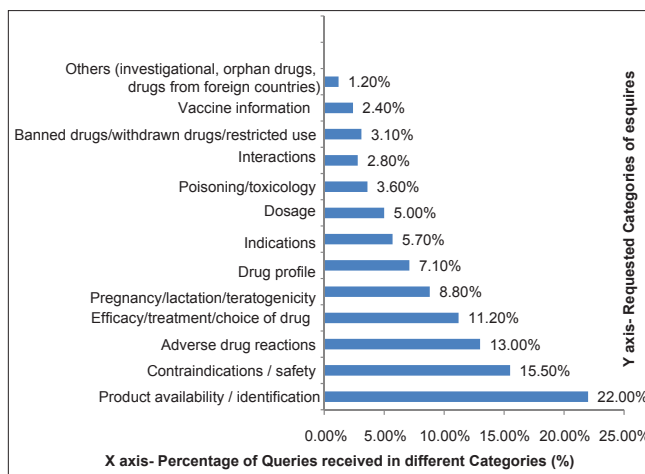 Others (investigational, orphan drugs,
drugs from foreign countries) 1.20%
Vaccine information 2.40%
Banned drugs/withdrawn drugs/restricted use 3.10%
Interactions 2.80%
Poisoning/toxicology 3.60%
Dosage 5.00%
Indications 5.70%
Drug profile 7.10%
Pregnancy/lactation/teratogenicity 8.80%
Efficacy/treatment/choice of drug 11.20%
Adverse drug reactions 13.00%
Contraindications / safety 15.50%
Product availability / identification 22.00%
0.00% 5.00% 10.00% 15.00% 20.00% 25.00%
X axis- Percentage of Queries received in different Categories (%)
Y axis- Requested Categories of esquires